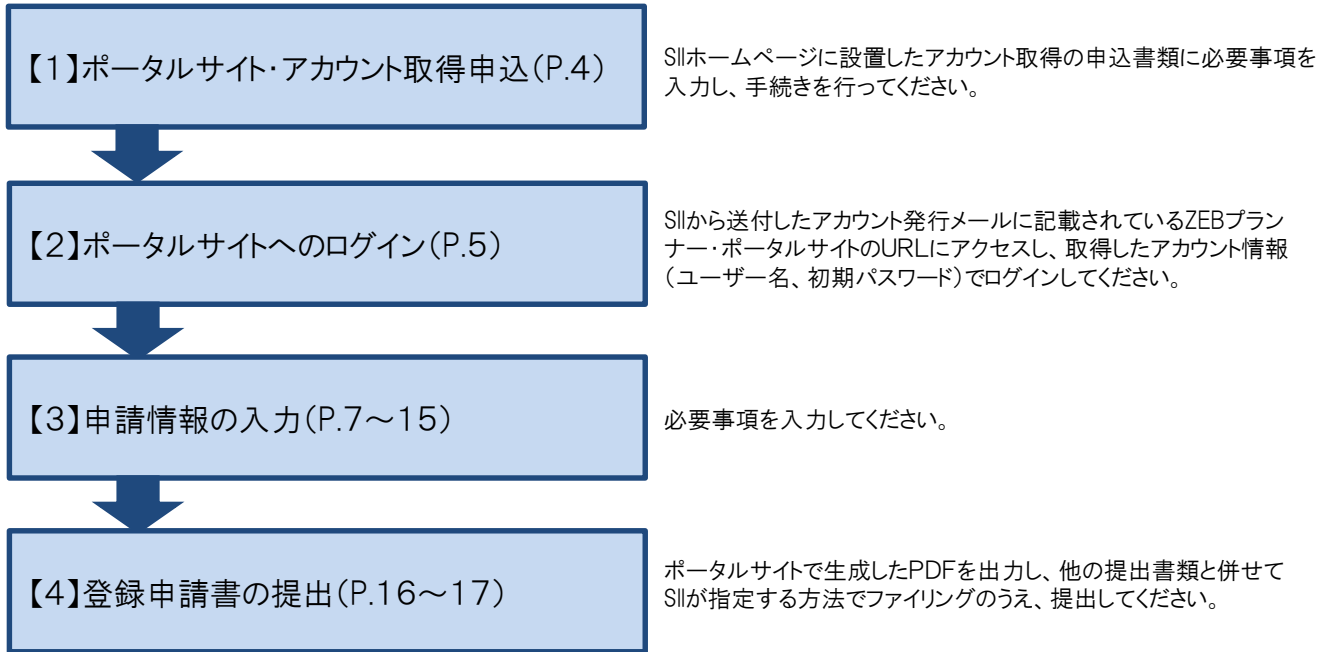 【1】ポータルサイト・アカウント取得申込(P.4)
SIIホームページに設置したアカウント取得の申込書類に必要事項を
入力し、手続きを行ってください。
【2】ポータルサイトへのログイン(P.5)
SIIから送付したアカウント発行メールに記載されているZEBプラン
ナー・ポータルサイトのURLにアクセスし、取得したアカウント情報
(ユーザー名、初期パスワード)でログインしてください。
【3】申請情報の入力(P.7～15)
必要事項を入力してください。
【4】登録申請書の提出(P.16～17)
ポータルサイトで生成したPDFを出力し、他の提出書類と併せて
SIIが指定する方法でファイリングのうえ、提出してください。